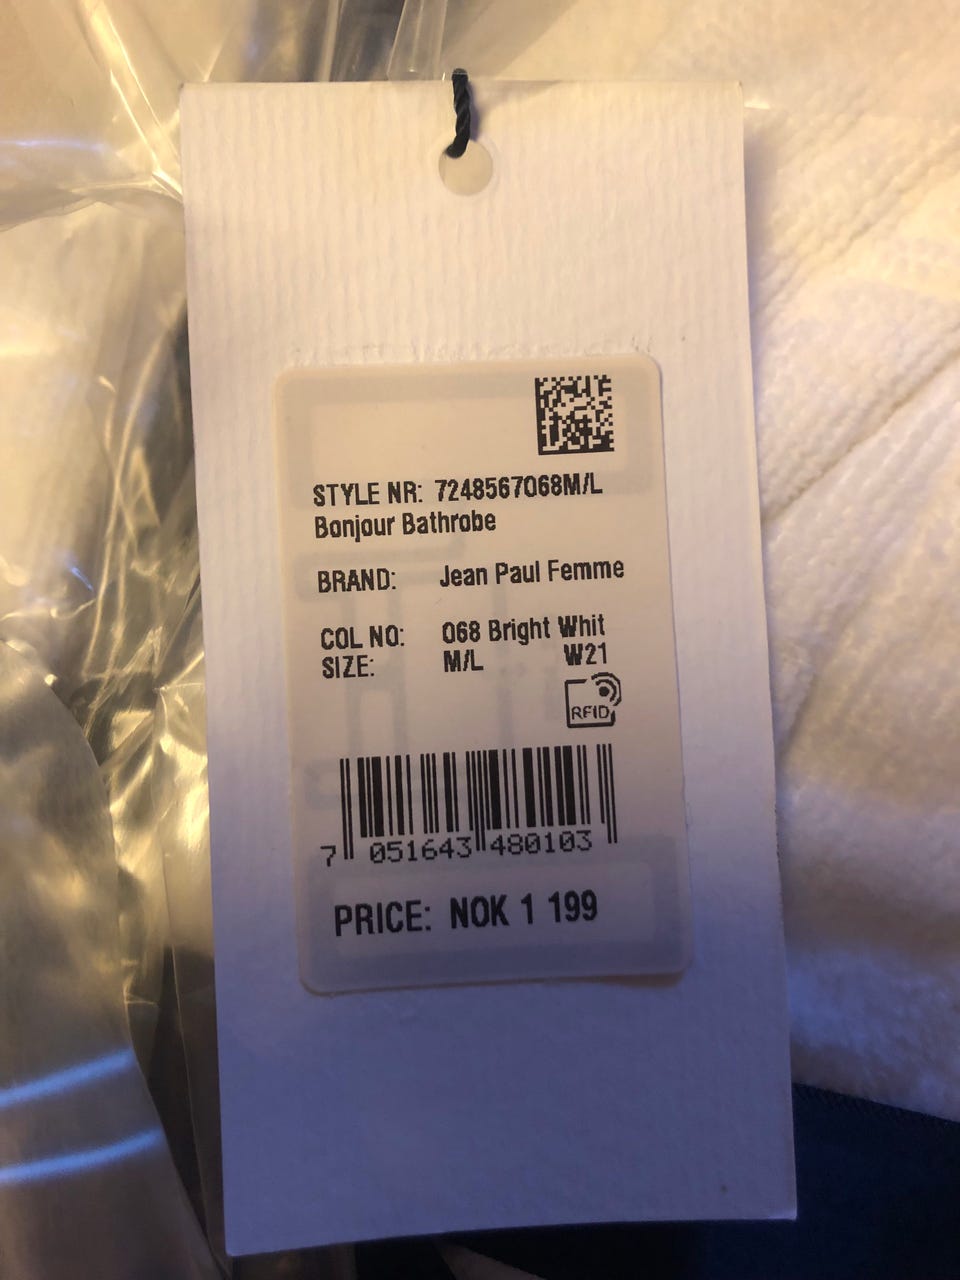 STYLE NR: 7248567068M/L
Bonjour Bathrobe
BRAND: Jean Paul Femme
COL NO: 068 Bright Whit
SIZE: M/L W21
RFID
7 051643 480103
PRICE: NOK 1 199